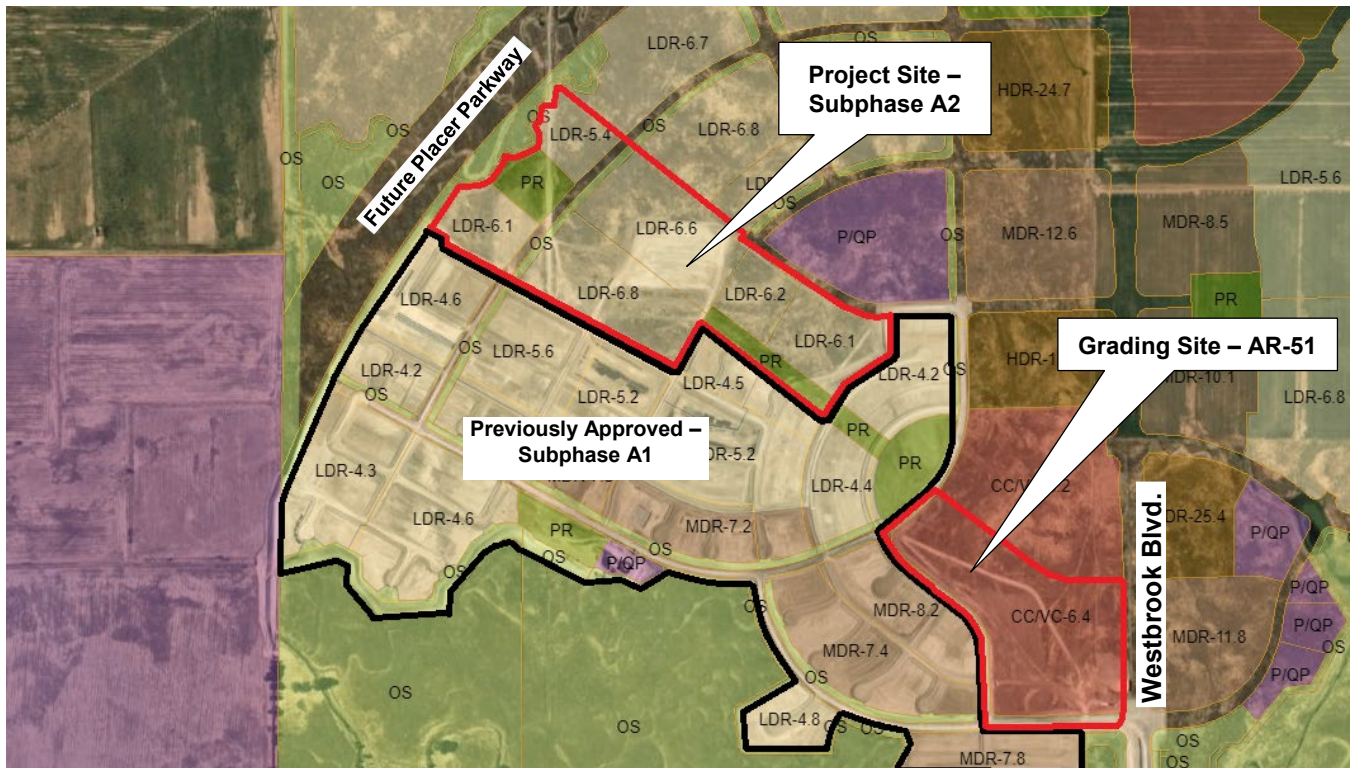 LDR-6.7
OS
Project Site –
Subphase A2
HDR-24.7
Future Placer Parkway
OS
OS
LDR-5.4
OS
LDR-6.8
OS
OS
PR
OS
LDR-5.6
LDR-6.1
OS
LDR-6.6
P/QP
OS
MDR-12.6
MDR-8.5
LDR-4.6
LDR-6.8
LDR-6.2
PR
LDR-5.6
OS
LDR-6.1
Grading Site – AR-51
LDR-4.2
OS
LDR-5.2
LDR-4.5
PR
LDR-4.2
OS
MDR-10.1
LDR-6.8
Previously Approved –
Subphase A1
PR
LDR-4.3
LDR-4.4
PR
LDR-4.6
MDR-7.2
PR
OS
P/QP
OS
Westbrook Blvd.
P/QP
OS
P/QP
OS
MDR-8.2
CC/VC-6.4
MDR-11.8
P/QP
OS
MDR-7.4
P/QP
OS
OS
OS
LDR-4.8
OS
OS
OS
MDR-7.8
OS